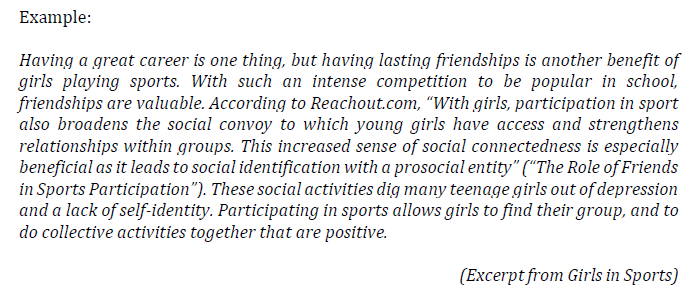 Example:
Having a great career is one thing, but having lasting friendships is another benefit of
girls playing sports. With such an intense competition to be popular in school,
friendships are valuable. According to Reachout.com, “With girls, participation in sport
also broadens the social convoy to which young girls have access and strengthens
relationships within groups. This increased sense of social connectedness is especially
beneficial as it leads to social identification with a prosocial entity” (“The Role of Friends
in Sports Participation”). These social activities dig many teenage girls out of depression
and a lack of self-identity. Participating in sports allows girls to find their group, and to
do collective activities together that are positive.
(Excerpt from Girls in Sports)